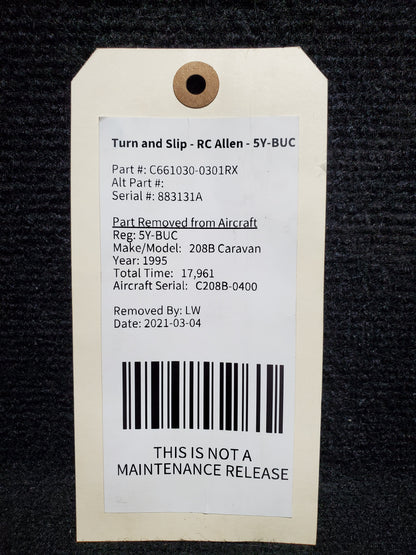 Turn and Slip - RC Allen - 5Y-BUC
Part #: C661030-0301RX
Alt Part #:
Serial #: 883131A
Part Removed from Aircraft
Reg: 5Y-BUC
Make/Model: 208B Caravan
Year: 1995
Total Time: 17,961
Aircraft Serial: C208B-0400
Removed By: LW
Date: 2021-03-04
THIS IS NOT A
MAINTENANCE RELEASE